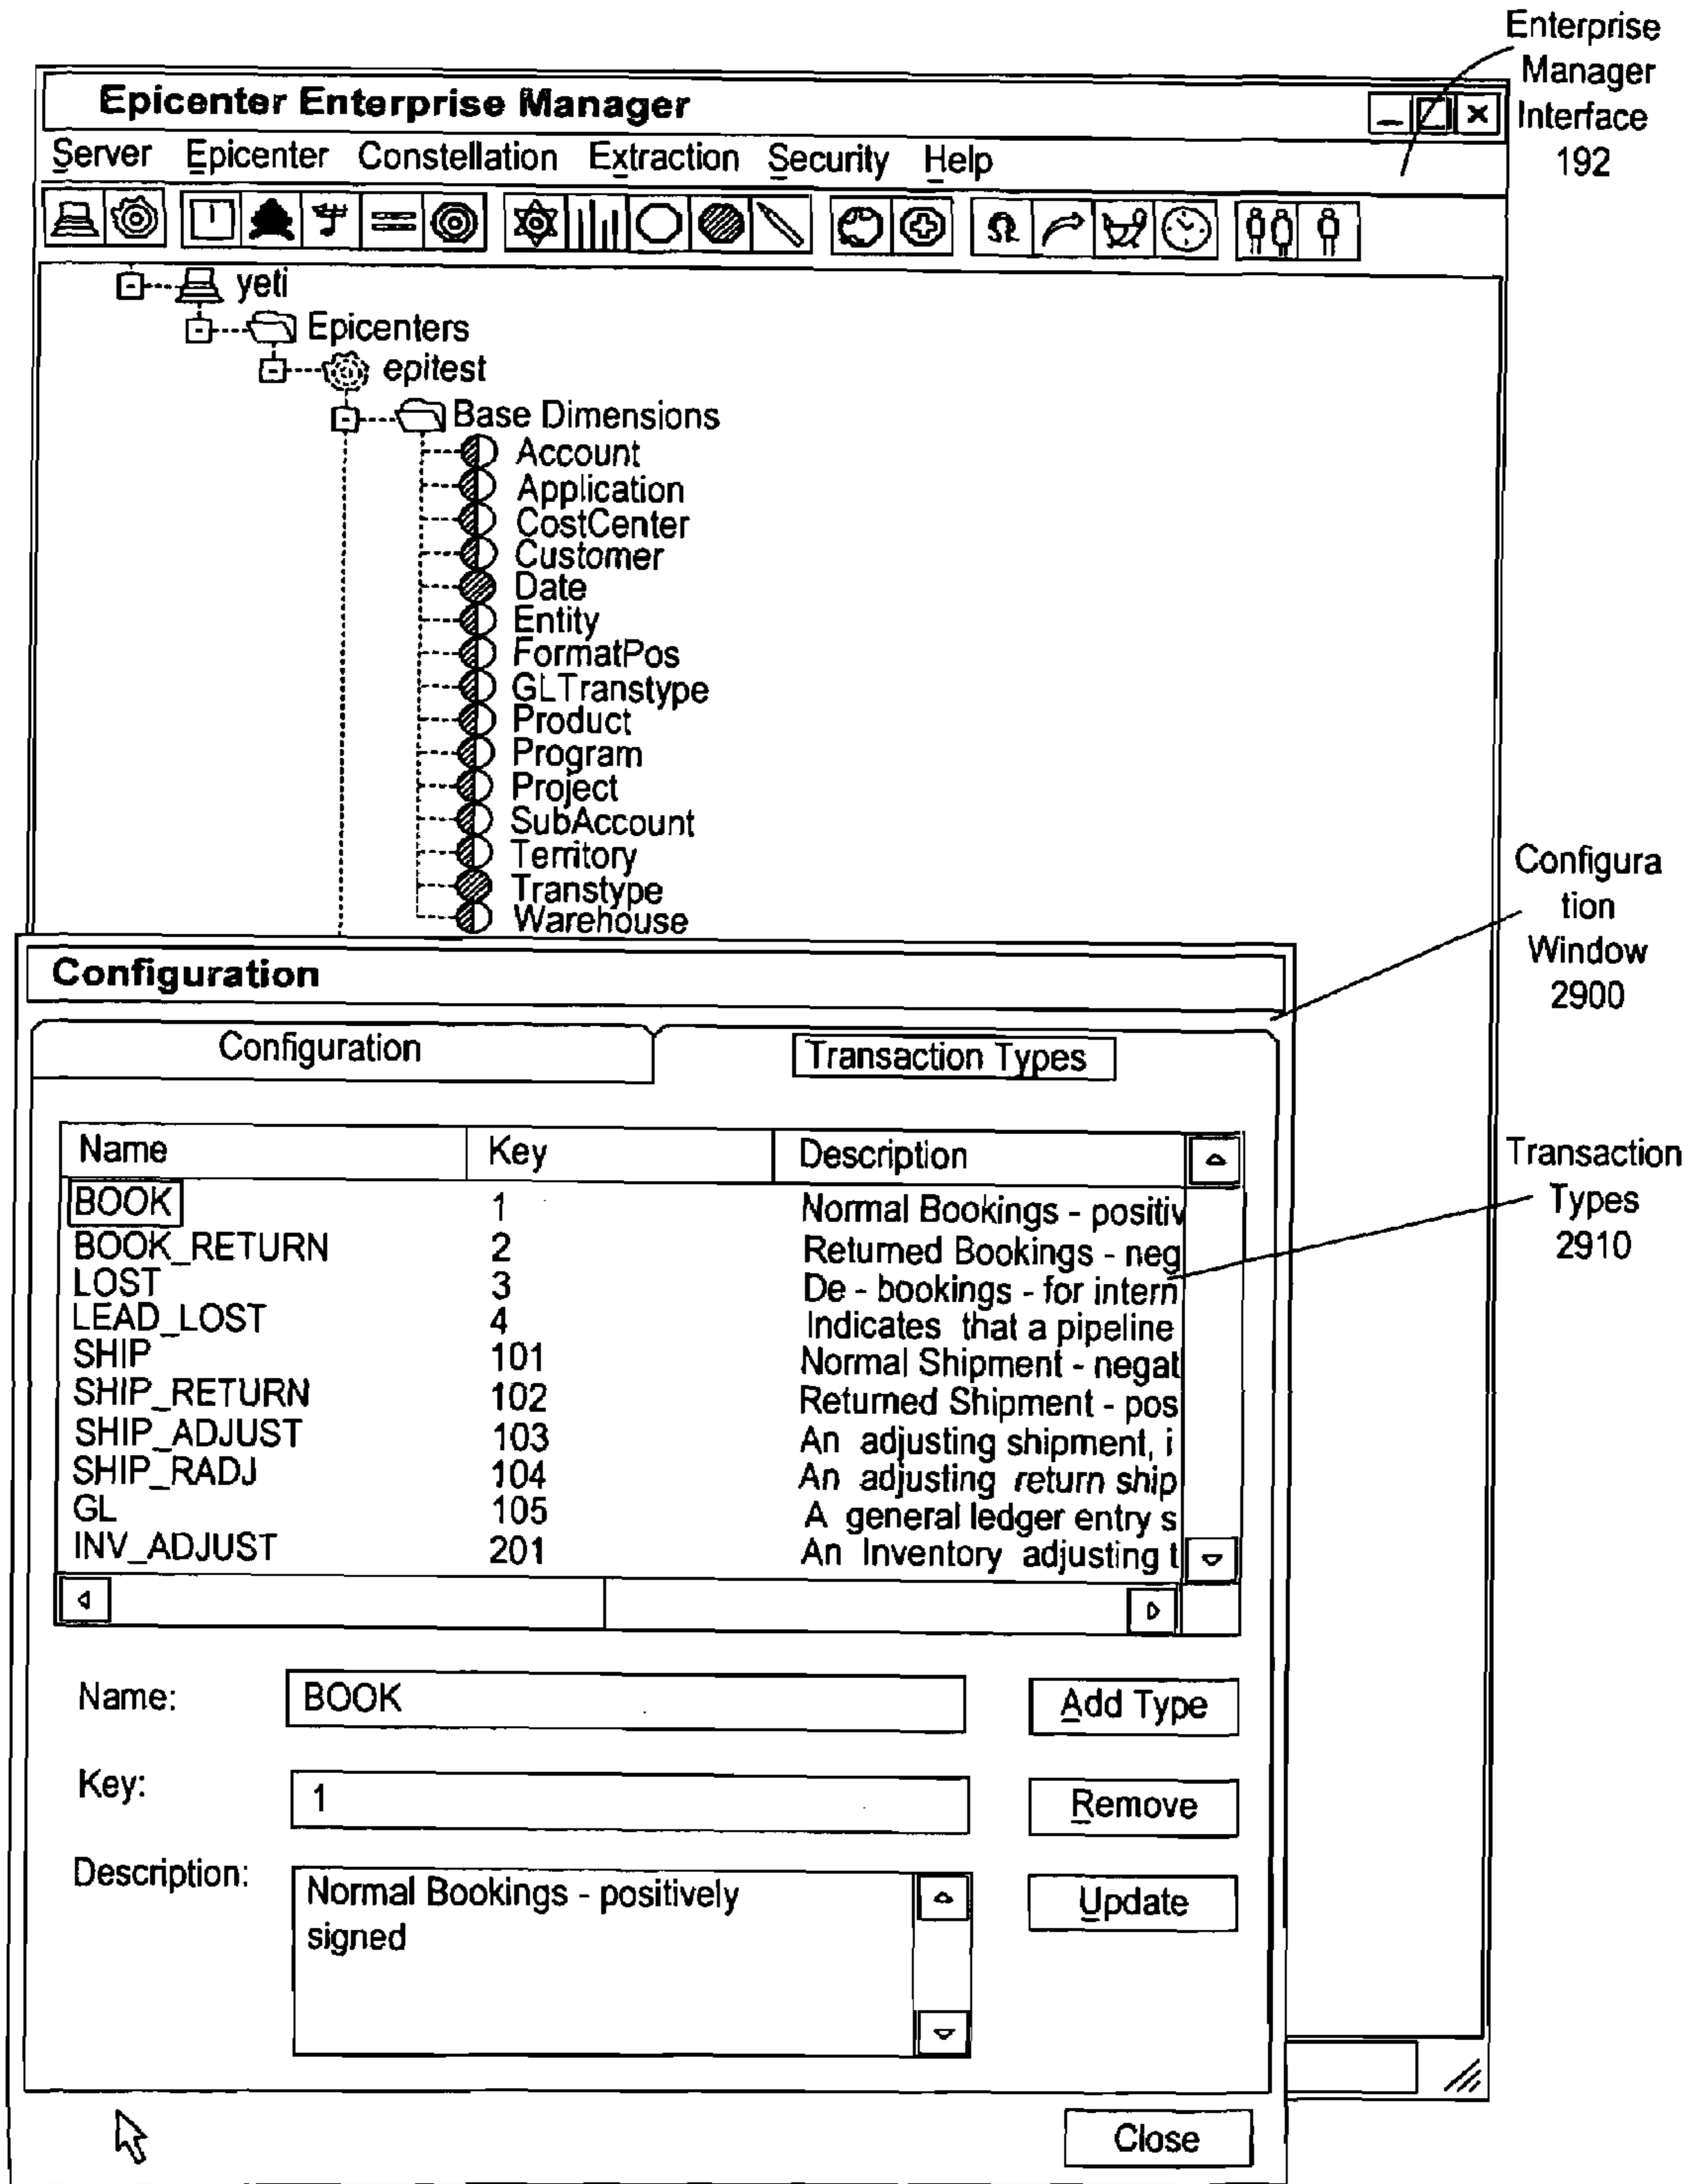 Enterprise
Manager
Interface
192
Epicenter Enterprise Manager
Server Epicenter Constellation Extraction Security Help
yeti
Epicenters
epitest
Base Dimensions
Account
Application
CostCenter
Customer
Date
Entity
FormatPos
GLTranstype
Product
Program
Project
SubAccount
Territory
Transtype
Warehouse
Configura
tion
Window
2900
Configuration
Configuration Transaction Types
Name Key Description
BOOK 1 Normal Bookings - positiv
BOOK_RETURN 2 Returned Bookings - neg
LOST 3 De - bookings - for intern
LEAD_LOST 4 Indicates that a pipeline
SHIP 101 Normal Shipment - negat
SHIP_RETURN 102 Returned Shipment - pos
SHIP_ADJUST 103 An adjusting shipment, i
SHIP_RADJ 104 An adjusting return ship
GL 105 A general ledger entry s
INV_ADJUST 201 An Inventory adjusting t
Transaction
Types
2910
Name: BOOK Add Type
Key: 1 Remove
Description: Normal Bookings - positively
signed
Update
Close